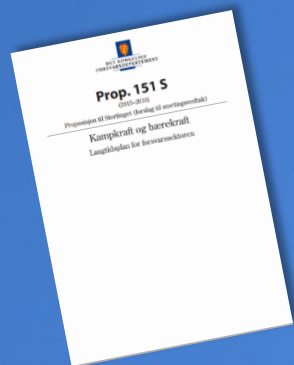 DET KONGELIGE
FORSVARSDEPARTEMENT
Prop. 151 S
(2015–2016)
Proposisjon til Stortinget (forslag til stortingsvedtak)
Kampkraft og bærekraft
Langtidsplan for forsvarssektoren